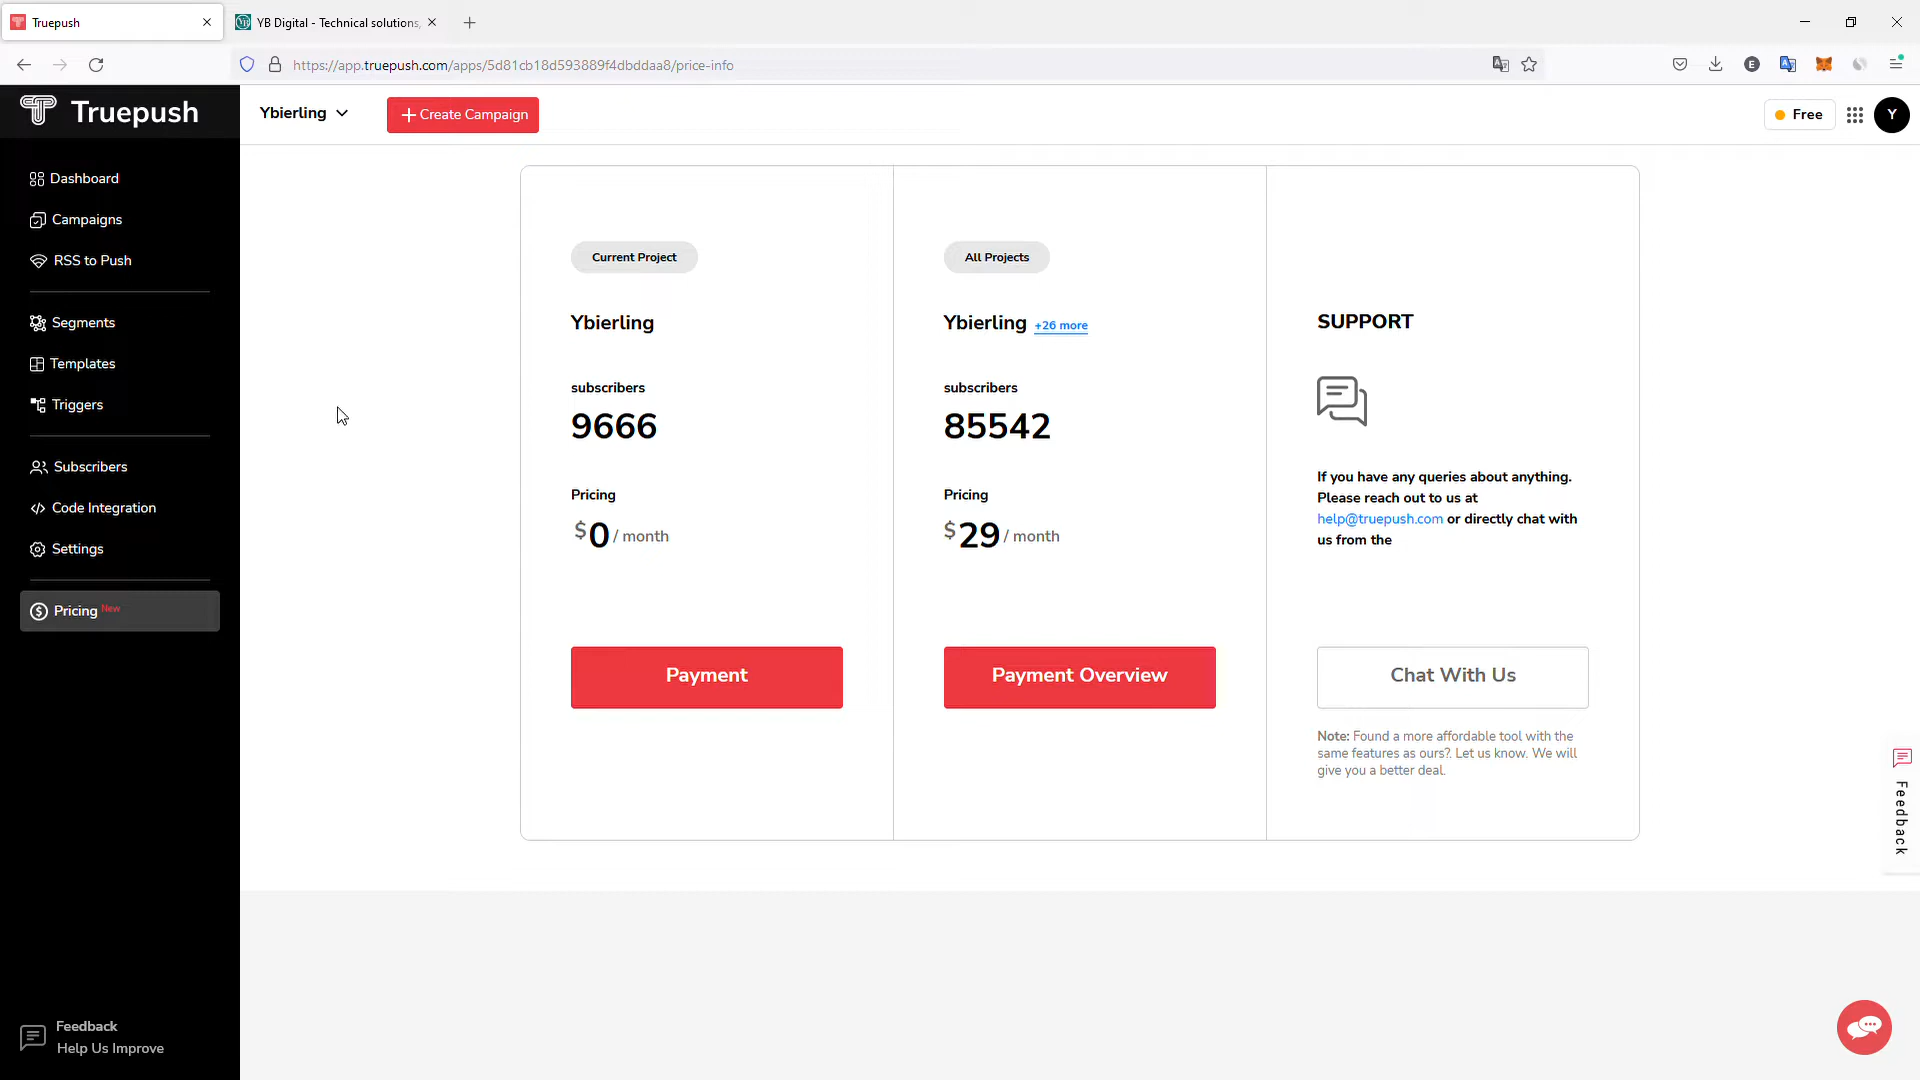 Truepush
YB Digital - Technical solutions,
https://app.truepush.com/apps/5d81cb18d593889f4dbddaa8/price-info
E
Truepush
Ybierling
+ Create Campaign
Free
Y
Dashboard
Campaigns
RSS to Push
Segments
Templates
Triggers
Subscribers
Code Integration
Settings
Pricing New
Feedback
Help Us Improve
Current Project
Ybierling
subscribers
9666
Pricing
$0 / month
Payment
All Projects
Ybierling +26 more
subscribers
85542
Pricing
$29 / month
Payment Overview
SUPPORT
If you have any queries about anything.
Please reach out to us at
help@truepush.com or directly chat with
us from the
Chat With Us
Note: Found a more affordable tool with the
same features as ours?. Let us know. We will
give you a better deal.
Feedback